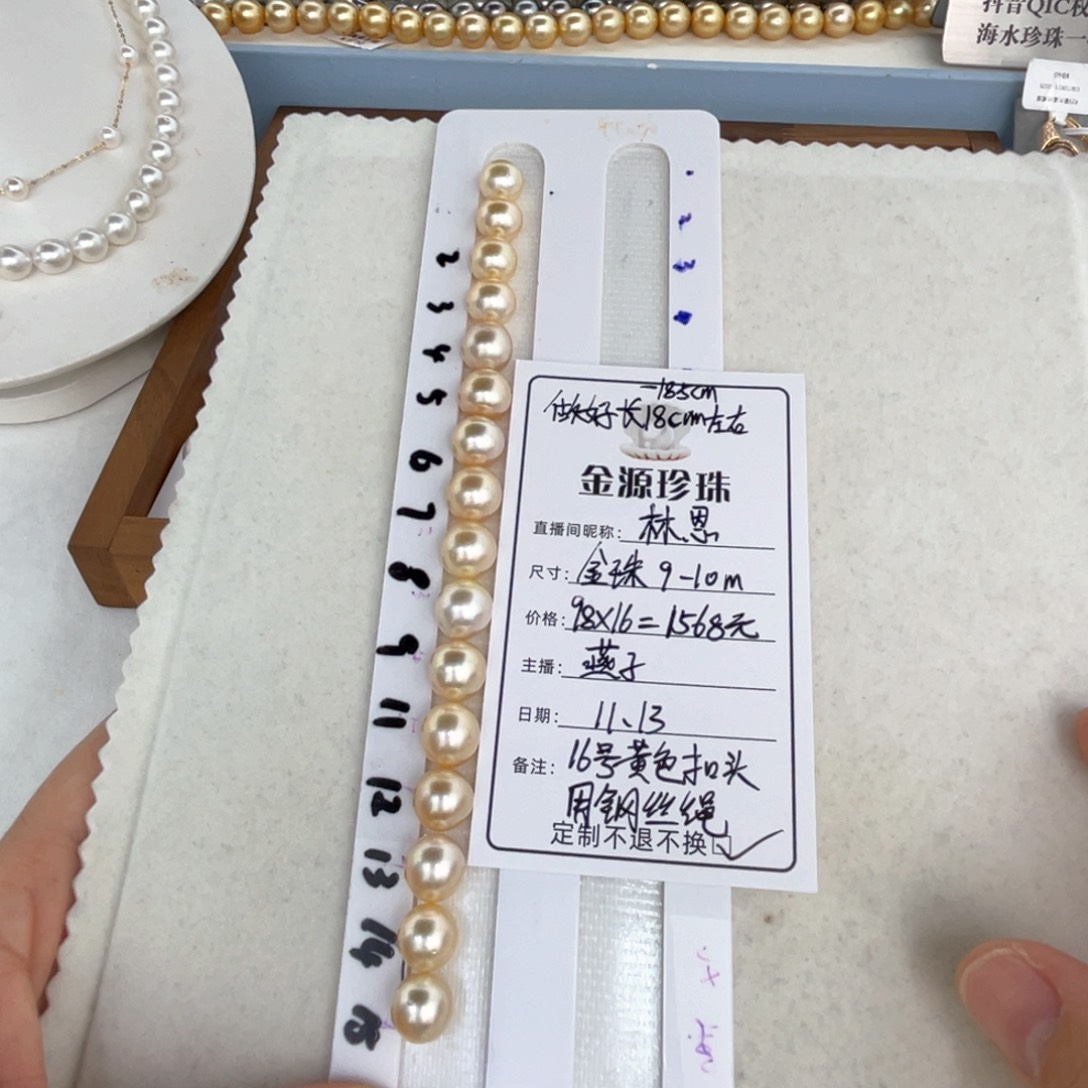 抖音QIC权
海水珍珠一
2
3
4
5
6
7
8
9
11
12
13
14
15
-18.5cm
做好长18cm左右
金源珍珠
直播间昵称: 林恩
尺寸: 金珠 9-10m
价格: 98×16=1568元
主播: 燕子
日期: 11、13
备注: 16号黄色扣头
用钢丝绳
定制不退不换☑